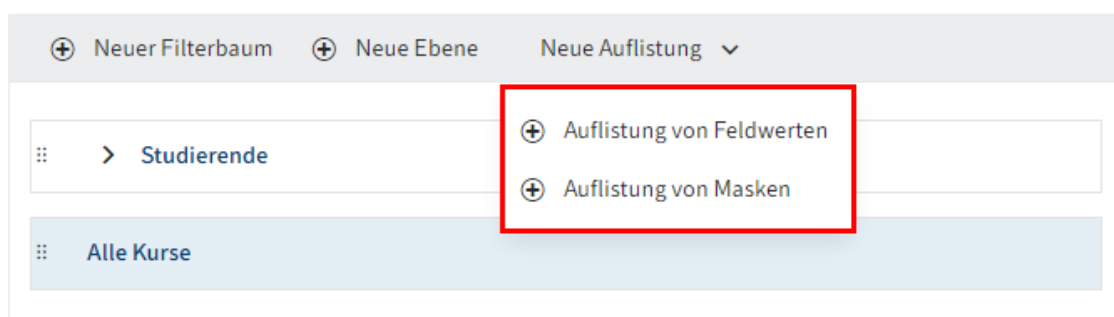 Neuer Filterbaum Neue Ebene Neue Auflistung
Auflistung von Feldwerten
Studierende
Auflistung von Masken
Alle Kurse